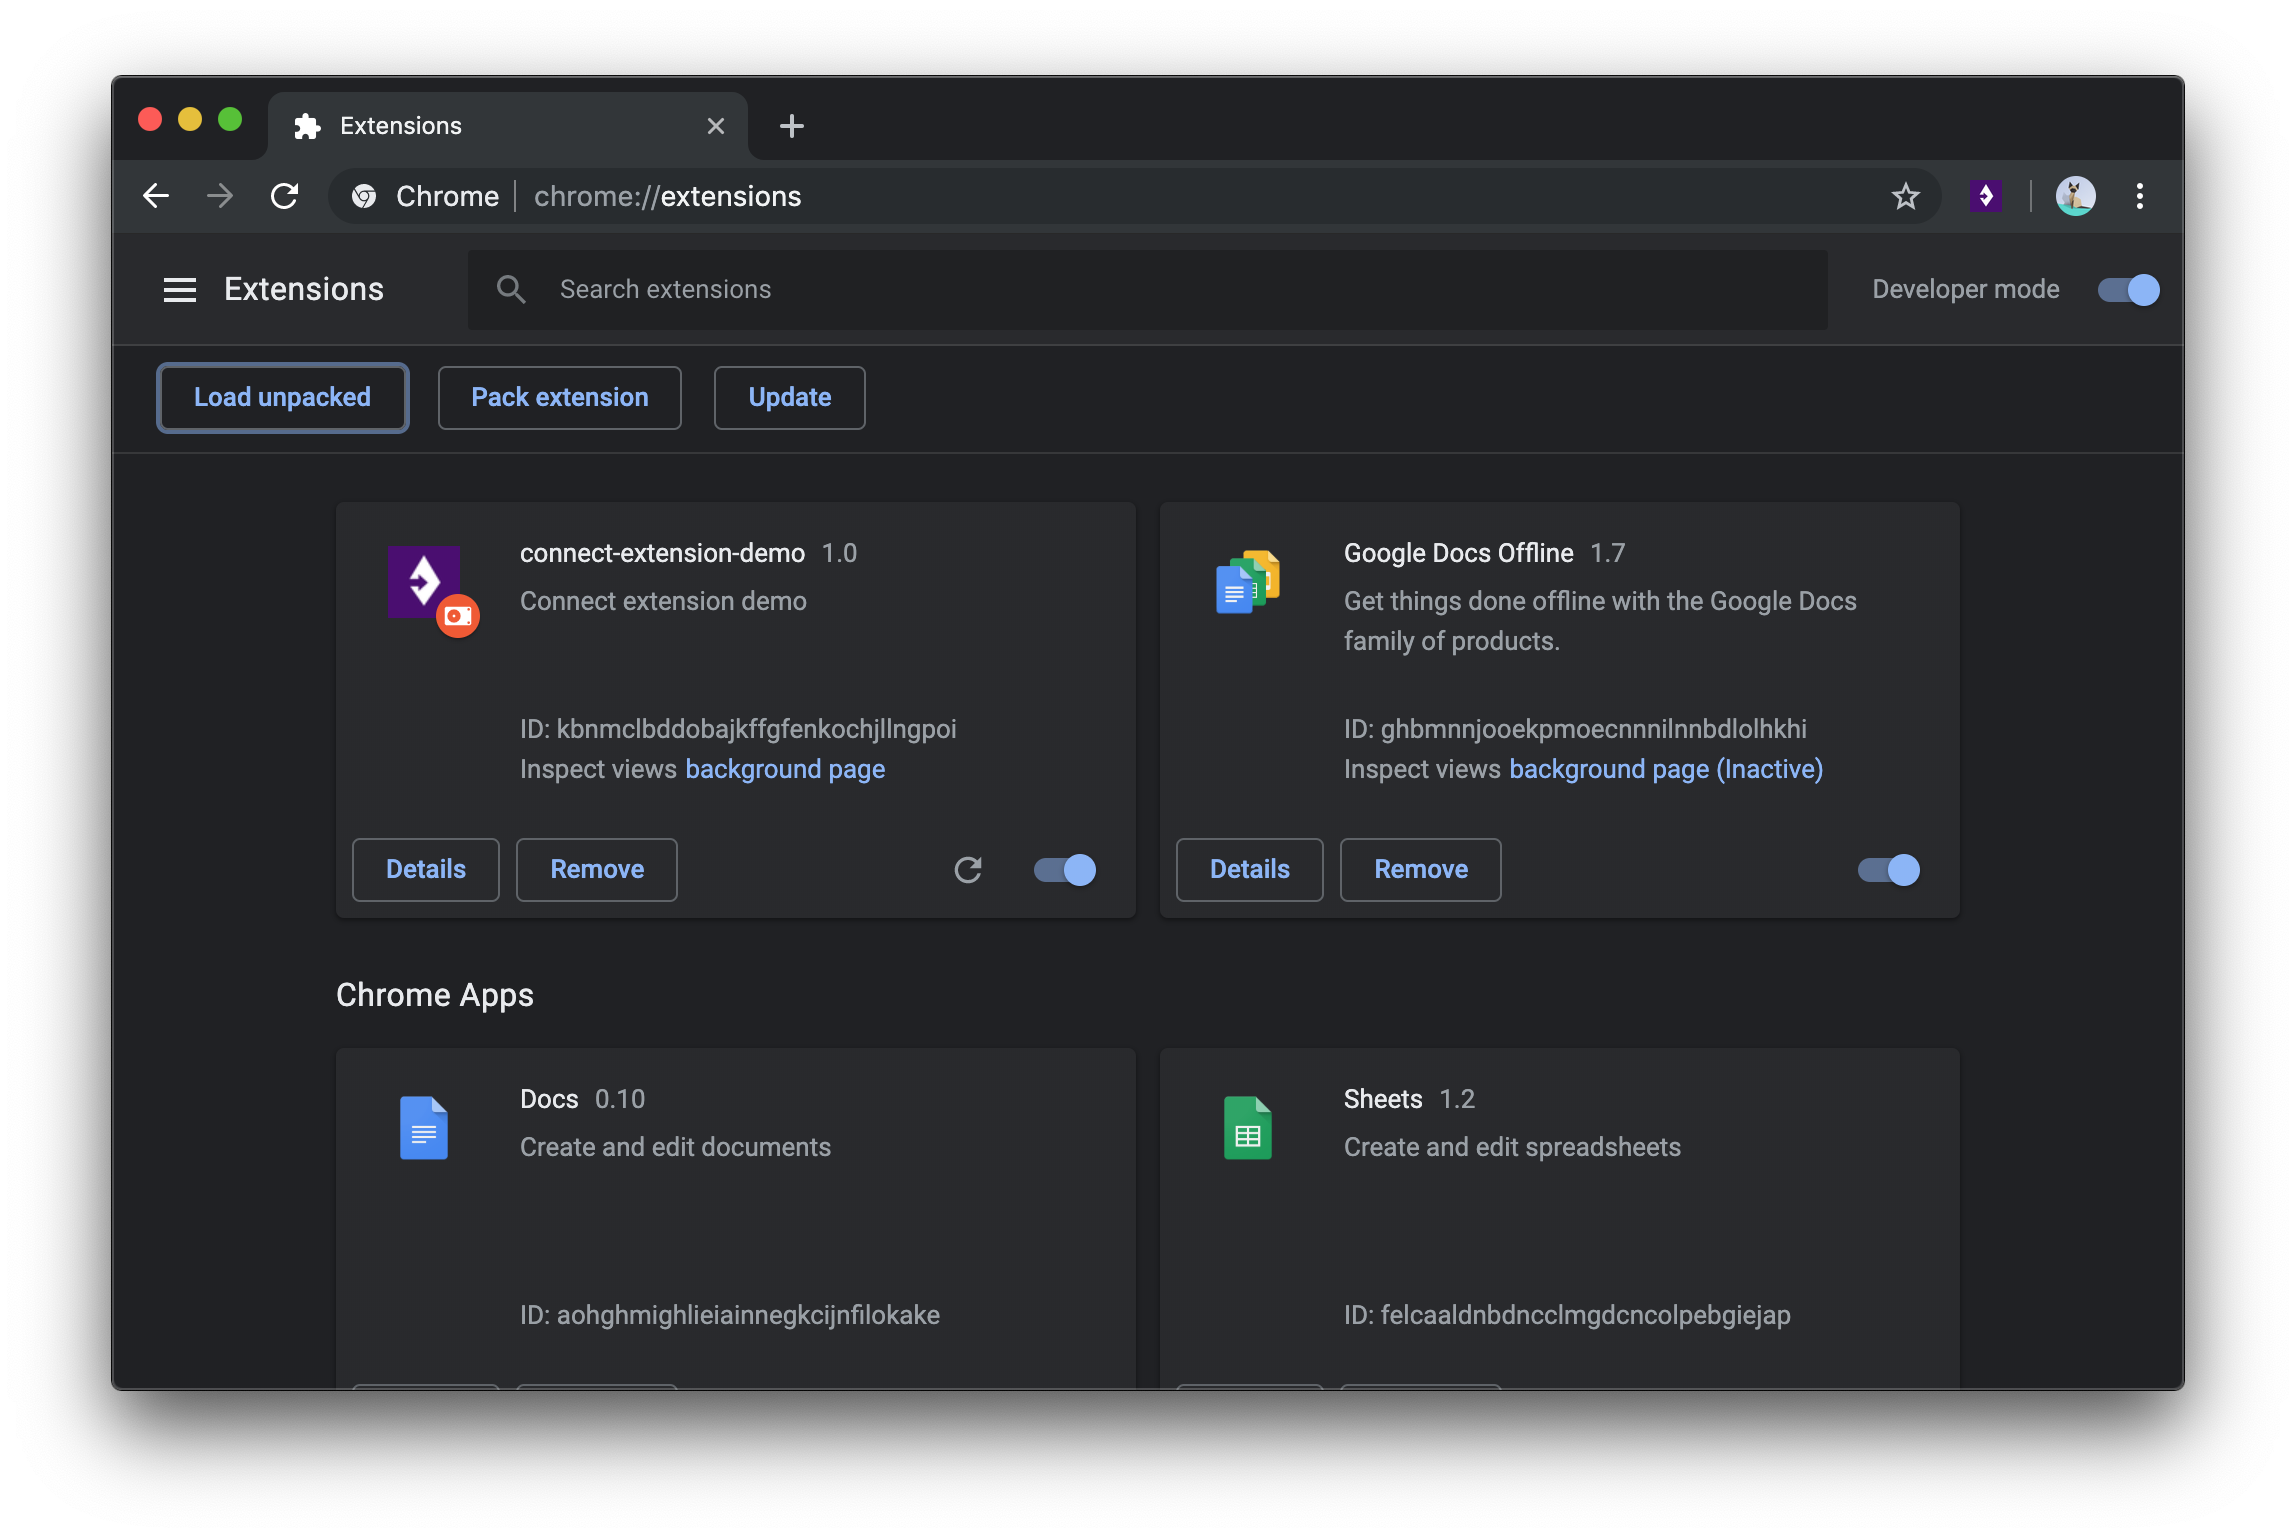 Extensions
Chrome | chrome://extensions
Extensions
Search extensions
Developer mode
Load unpacked
Pack extension
Update
connect-extension-demo 1.0
Connect extension demo
ID: kbnmclbddobajkffgfenkochjllngpoi
Inspect views background page
Details
Remove
Google Docs Offline 1.7
Get things done offline with the Google Docs
family of products.
ID: ghbmnnjooekpmoecnnnilnnbdlolhkhi
Inspect views background page (Inactive)
Details
Remove
Chrome Apps
Docs 0.10
Create and edit documents
ID: aohghmighlieiainnegkcijnfilokake
Sheets 1.2
Create and edit spreadsheets
ID: felcaaldnbdncclmgdcncolpebgiejap